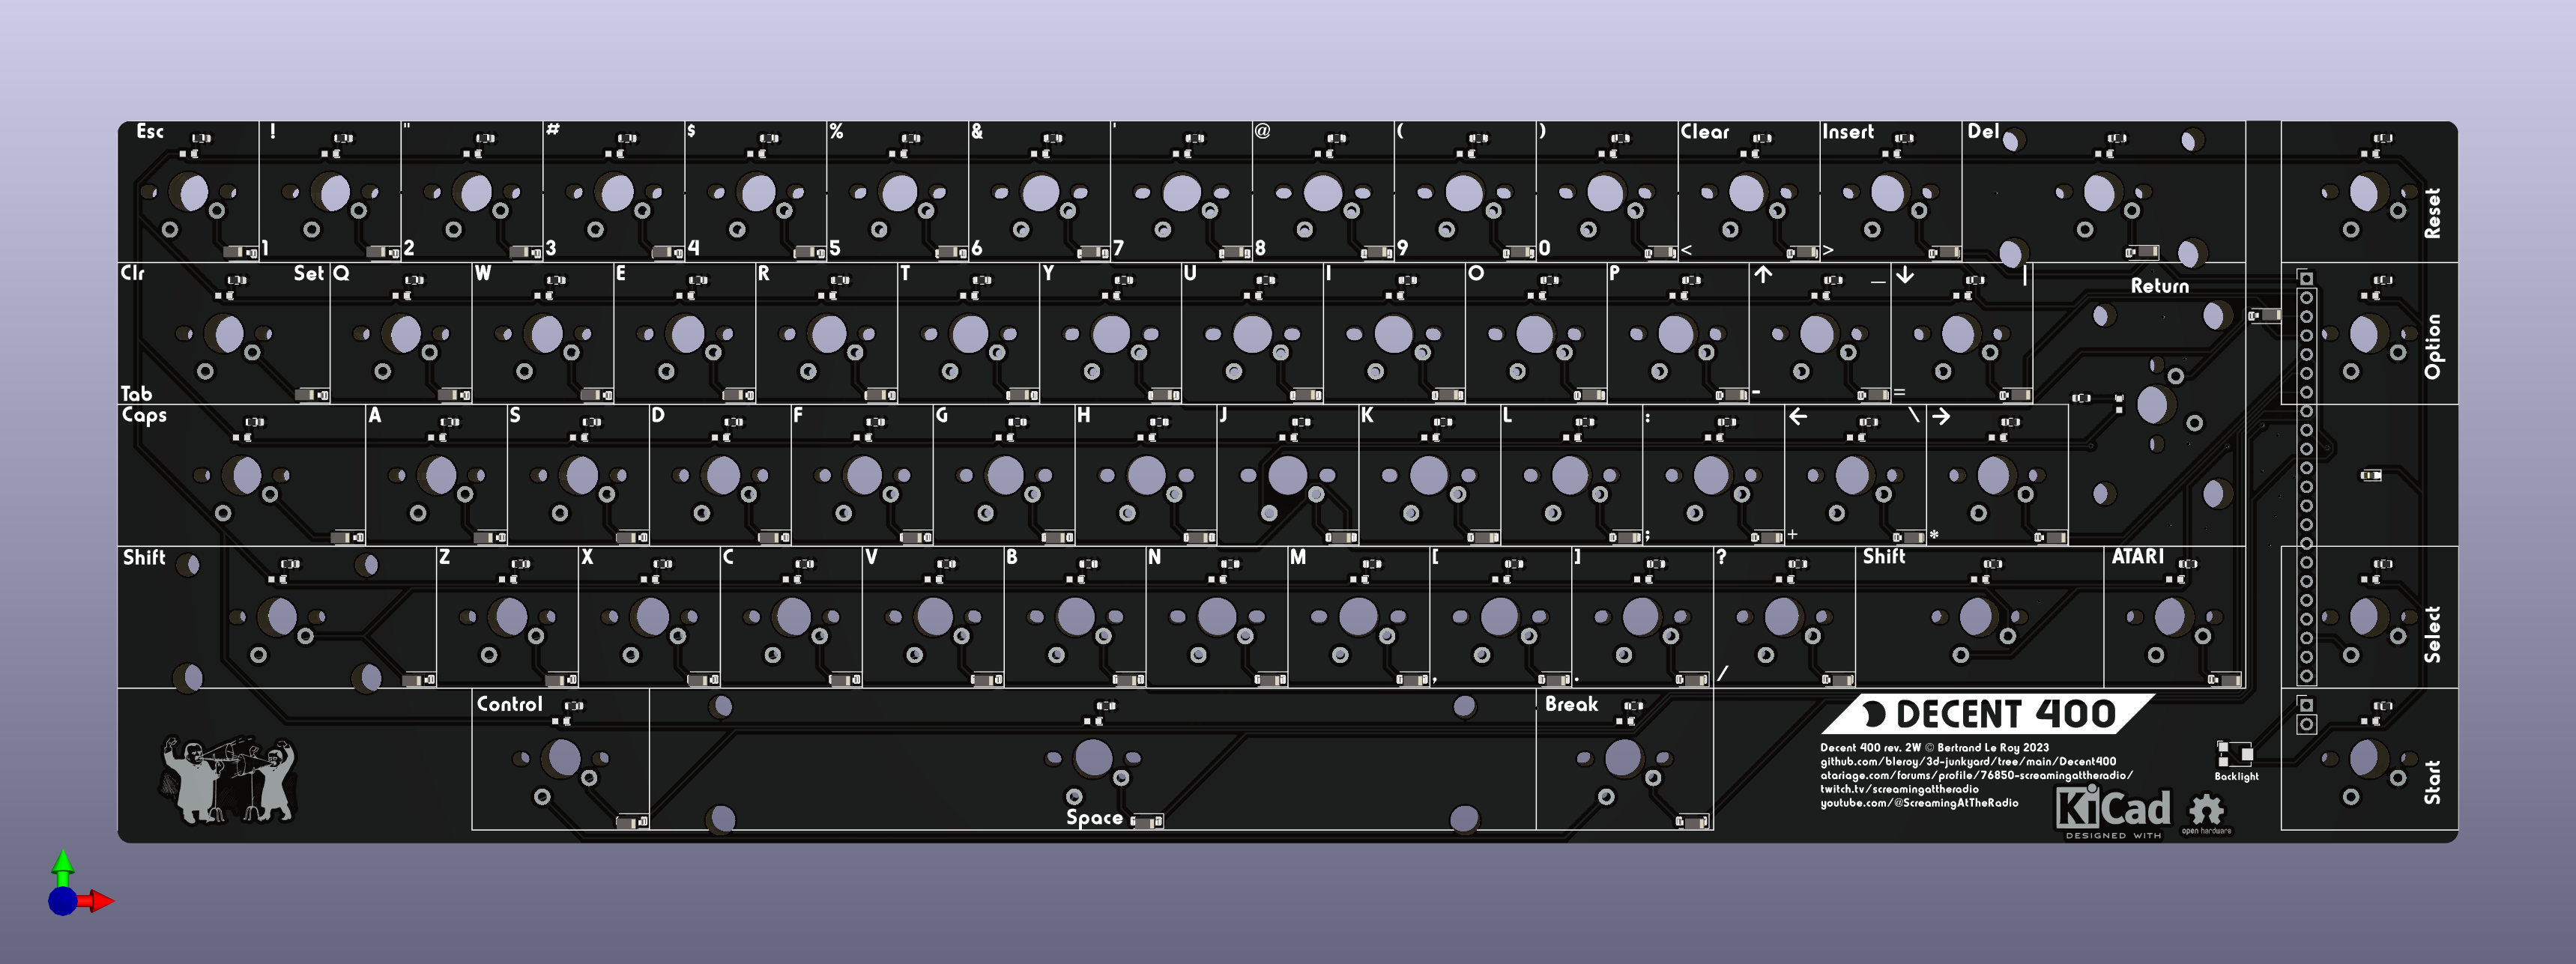 Esc ! " # $ % & ' @ ( ) Clear Insert Del
1 2 3 4 5 6 7 8 9 0 < >
Reset
Clr Set Q W E R T Y U I O P ↑ _ ↓ | Return
Tab - =
Option
Caps A S D F G H J K L : ← \ →
; + *
Shift Z X C V B N M [ ] ? Shift ATARI
, . /
Select
Control Break
Space
DECENT 400
Decent 400 rev. 2W © Bertrand Le Roy 2023
github.com/bleroy/3d-junkyard/tree/main/Decent400
atariage.com/forums/profile/76850-screamingattheradio/
twitch.tv/screamingattheradio
youtube.com/@ScreamingAtTheRadio
Backlight
Start
KiCad
DESIGNED WITH
open hardware